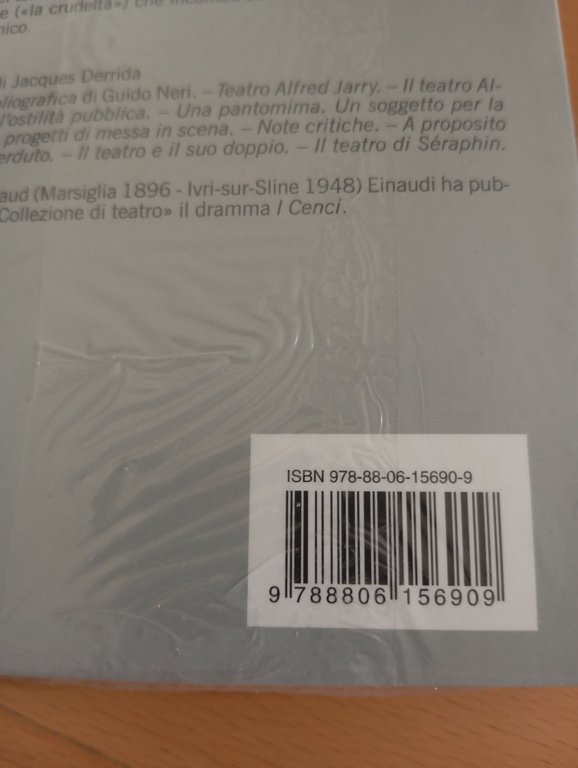 e («la crudeltà») che incombe
nico.
di Jacques Derrida
bliografica di Guido Neri. – Teatro Alfred Jarry. – Il teatro Al-
l'ostilità pubblica. – Una pantomima. Un soggetto per la
progetti di messa in scena. – Note critiche. – A proposito
erduto. – Il teatro e il suo doppio. – Il teatro di Séraphin.
aud (Marsiglia 1896 - Ivri-sur-Sline 1948) Einaudi ha pub-
Collezione di teatro» il dramma I Cenci.
ISBN 978-88-06-15690-9
9 788806 156909